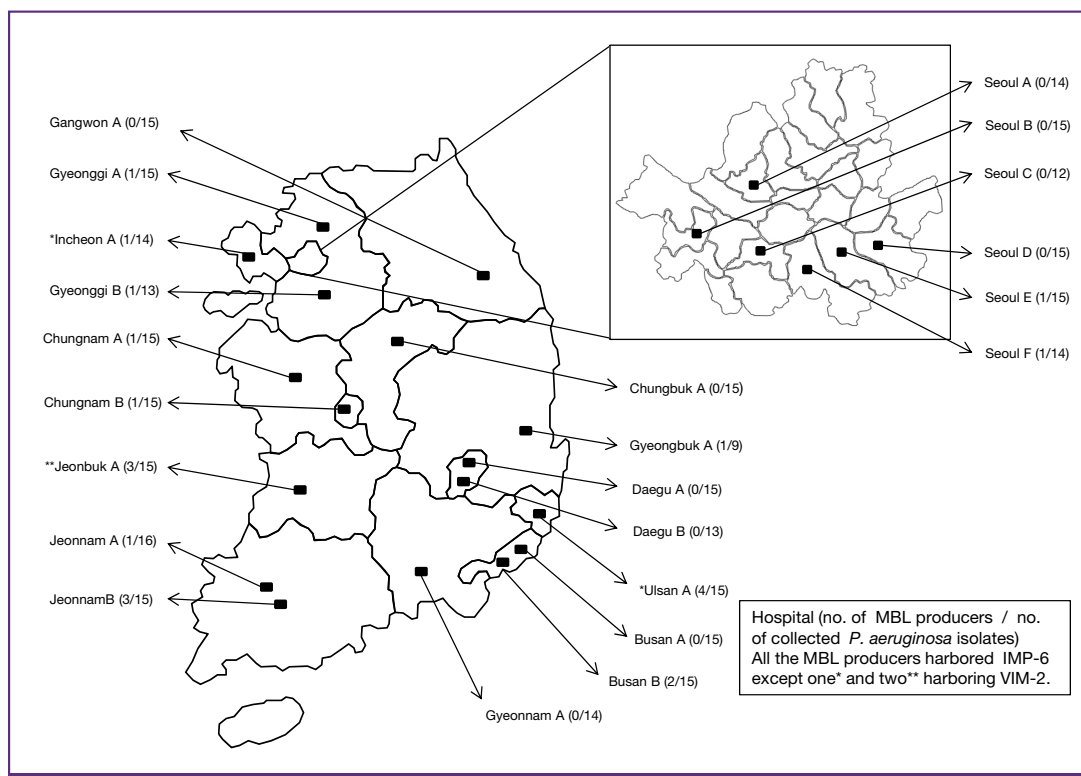 Gangwon A (0/15)
Gyeonggi A (1/15)
*Incheon A (1/14)
Gyeonggi B (1/13)
Chungnam A (1/15)
Chungnam B (1/15)
**Jeonbuk A (3/15)
Jeonnam A (1/16)
JeonnamB (3/15)
Seoul A (0/14)
Seoul B (0/15)
Seoul C (0/12)
Seoul D (0/15)
Seoul E (1/15)
Seoul F (1/14)
Chungbuk A (0/15)
Gyeongbuk A (1/9)
Daegu A (0/15)
Daegu B (0/13)
*Ulsan A (4/15)
Busan A (0/15)
Busan B (2/15)
Gyeonnam A (0/14)
Hospital (no. of MBL producers / no.
of collected P. aeruginosa isolates)
All the MBL producers harbored IMP-6
except one* and two** harboring VIM-2.